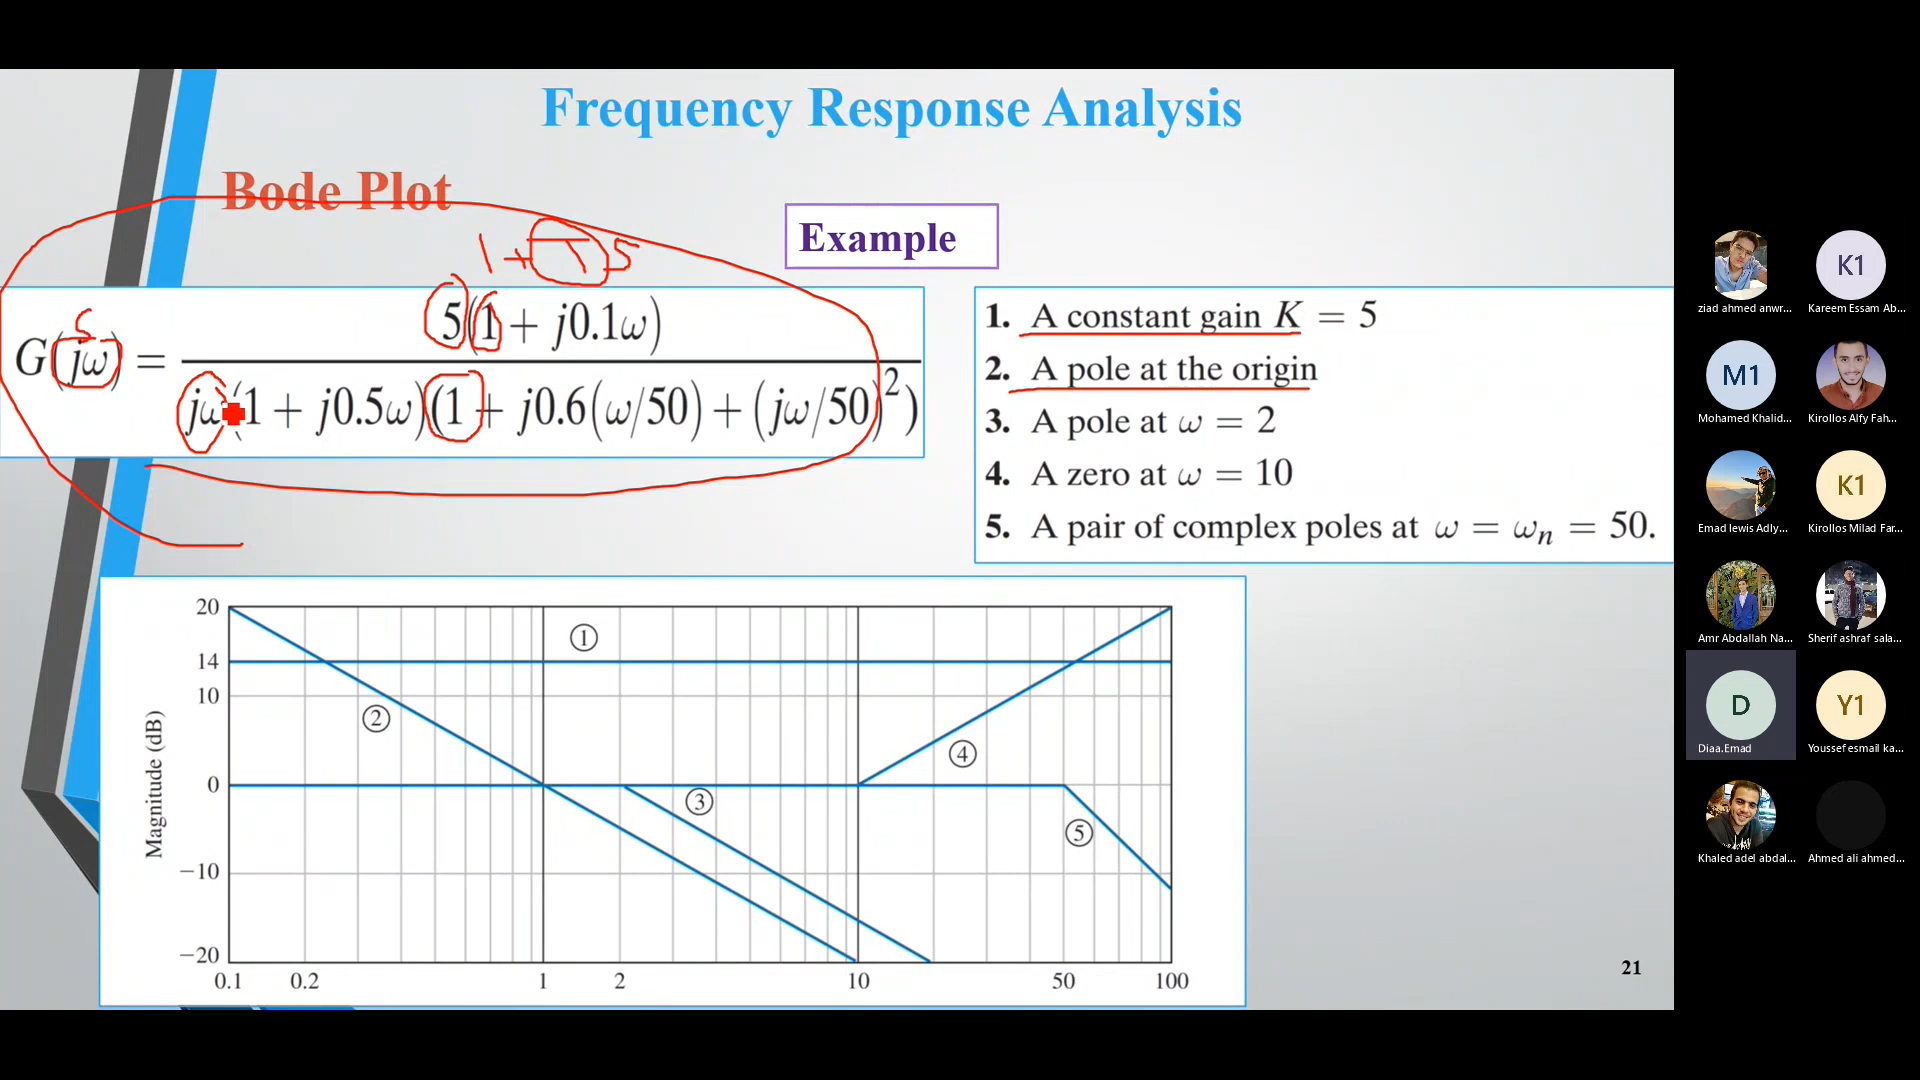 Frequency Response Analysis
Bode Plot
Example
1 + T S
S
G(jω) = 5(1 + j0.1ω) / jω(1 + j0.5ω)(1 + j0.6(ω/50) + (jω/50)²)
1. A constant gain K = 5
2. A pole at the origin
3. A pole at ω = 2
4. A zero at ω = 10
5. A pair of complex poles at ω = ωₙ = 50.
Magnitude (dB)
20
14
10
0
−10
−20
0.1 0.2 1 2 10 50 100
①
②
③
④
⑤
21
K1
ziad ahmed anwr... Kareem Essam Ab...
M1
Mohamed Khalid... Kirollos Alfy Fah...
K1
Emad lewis Adly... Kirollos Milad Far...
Amr Abdallah Na... Sherif ashraf sala...
D Y1
Diaa.Emad Youssef esmail ka...
Khaled adel abdal... Ahmed ali ahmed...